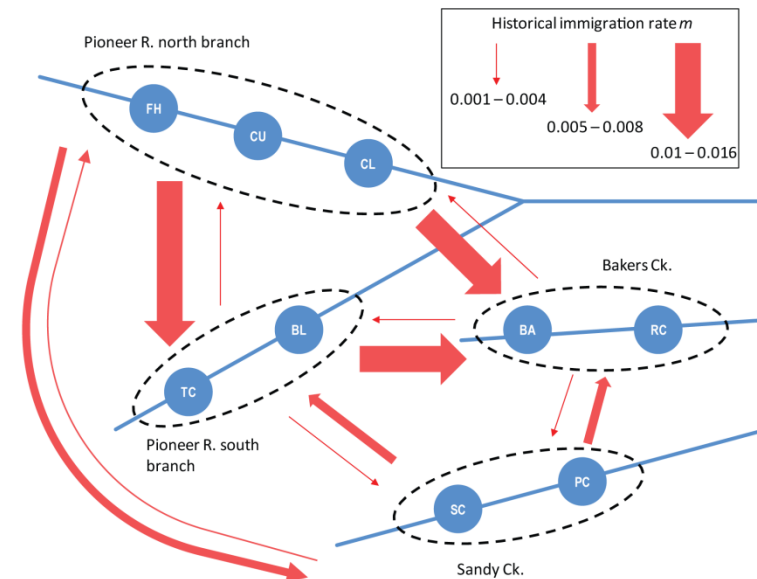 Pioneer R. north branch
Historical immigration rate m
0.001 – 0.004
0.005 – 0.008
0.01 – 0.016
FH
CU
CL
Bakers Ck.
BL
BA
RC
TC
Pioneer R. south
branch
PC
SC
Sandy Ck.